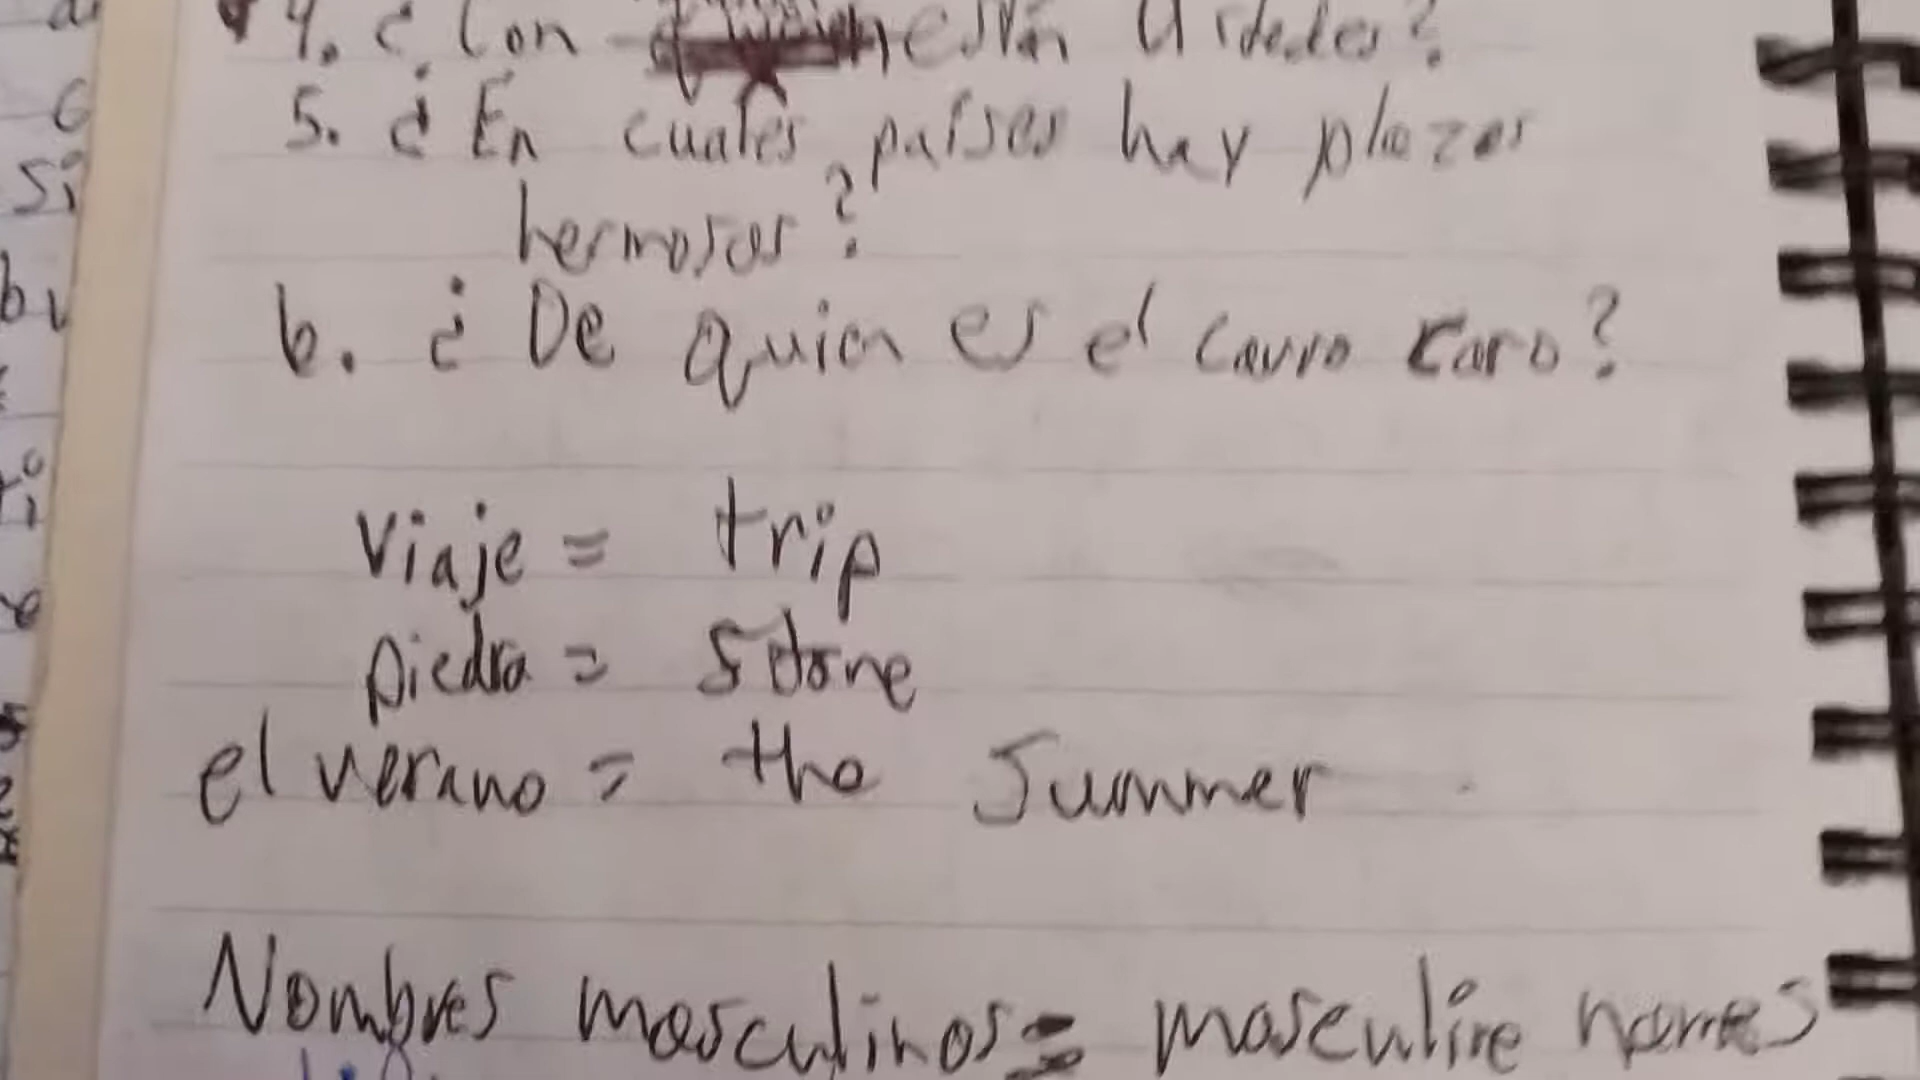 4. ¿ Con están Ustedes?
5. ¿ En cuales países hay plazas
hermosas?
6. ¿ De quien es el carro caro?
viaje = trip
piedra = stone
el verano = the summer
Nombres masculinos = masculine names